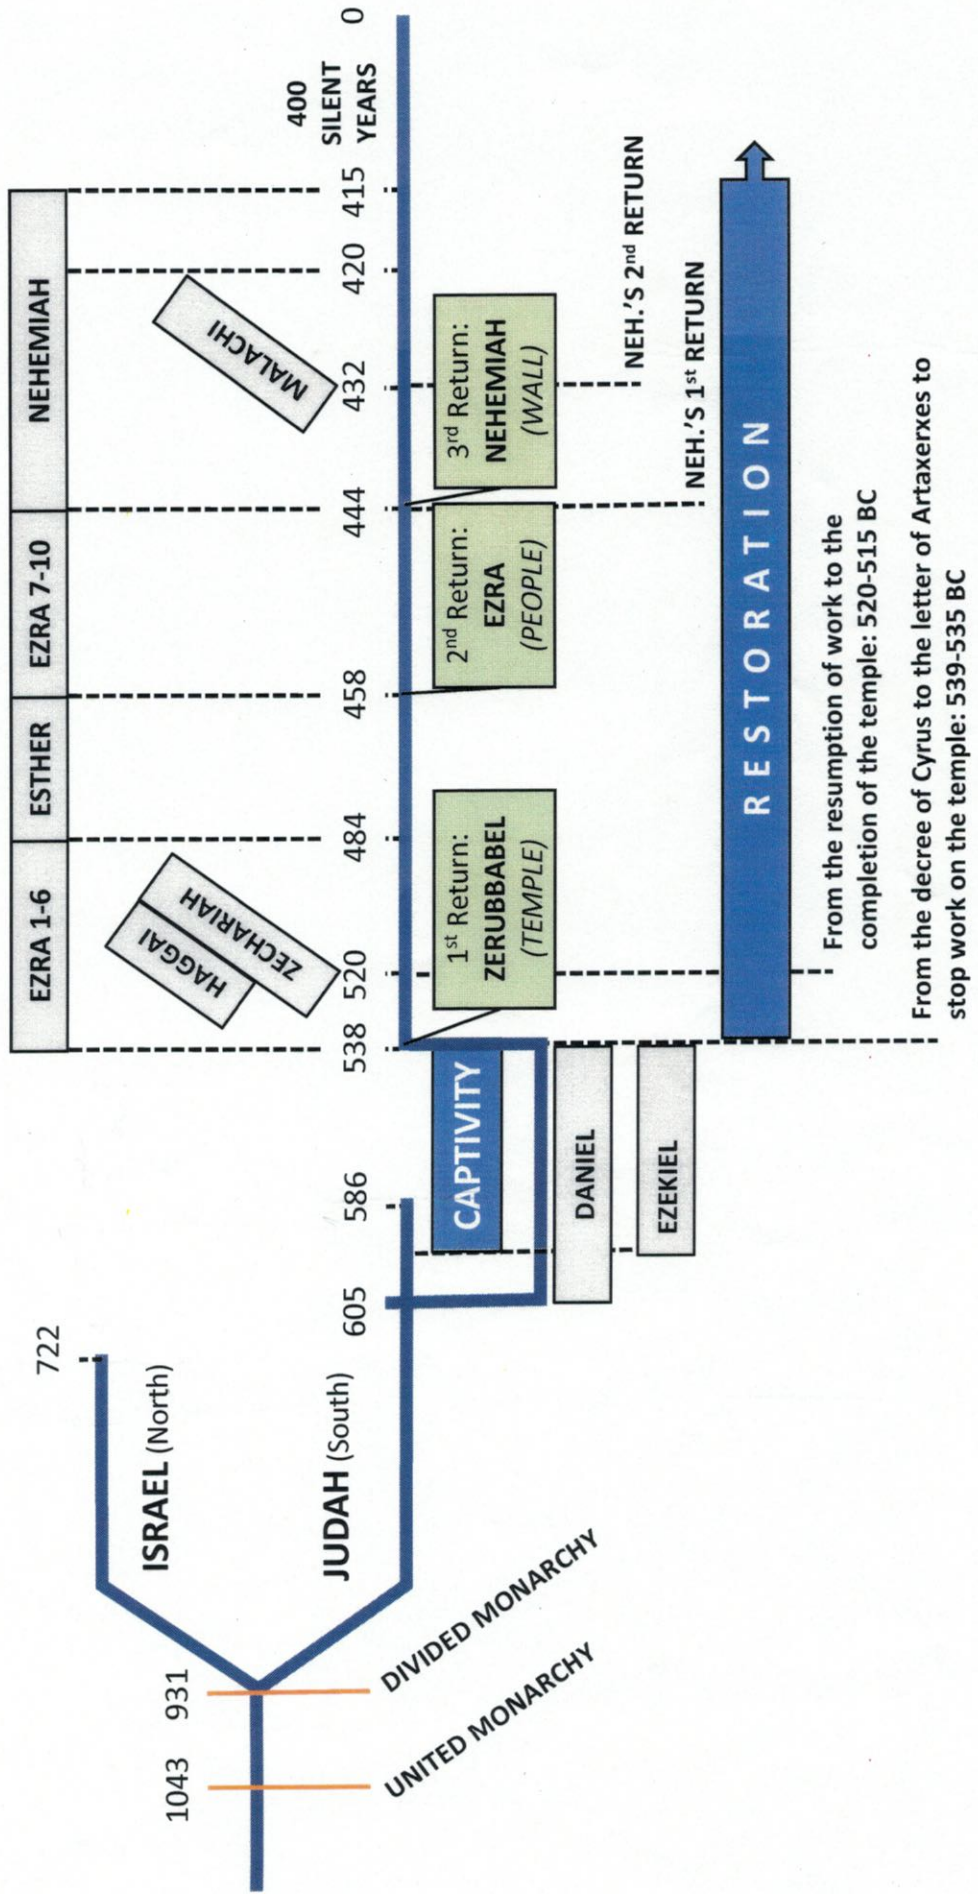 EZRA 1-6
ESTHER
EZRA 7-10
NEHEMIAH
HAGGAI
ZECHARIAH
MALACHI
722
1043
931
ISRAEL (North)
JUDAH (South)
UNITED MONARCHY
DIVIDED MONARCHY
605
586
538
520
484
458
444
432
420
415
400
SILENT
YEARS
0
CAPTIVITY
DANIEL
EZEKIEL
1st Return:
ZERUBBABEL
(TEMPLE)
2nd Return:
EZRA
(PEOPLE)
3rd Return:
NEHEMIAH
(WALL)
NEH.'S 2nd RETURN
NEH.'S 1st RETURN
RESTORATION
From the resumption of work to the
completion of the temple: 520-515 BC
From the decree of Cyrus to the letter of Artaxerxes to
stop work on the temple: 539-535 BC